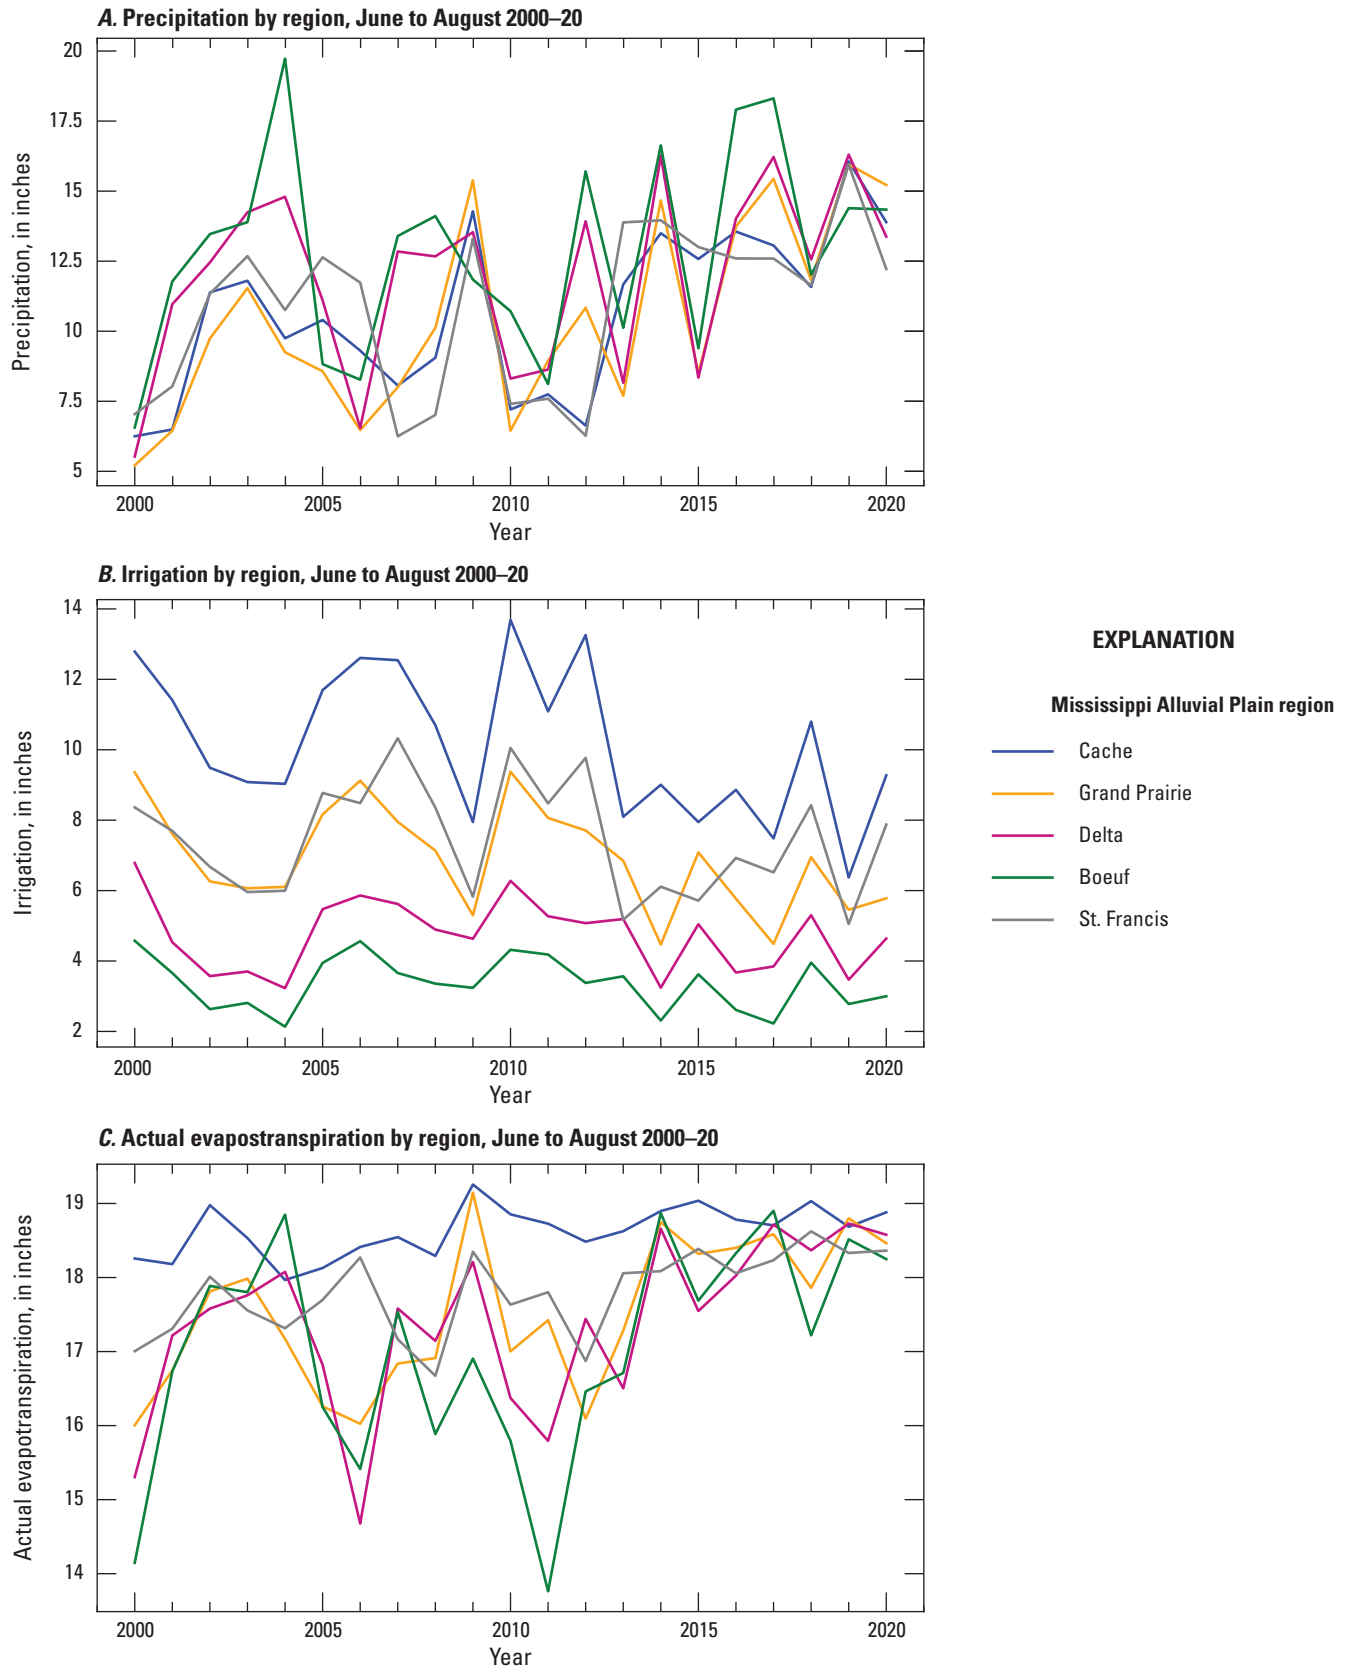 A. Precipitation by region, June to August 2000–20
20
17.5
15
12.5
10
7.5
5
Precipitation, in inches
2000 2005 2010 2015 2020
Year
B. Irrigation by region, June to August 2000–20
14
12
10
8
6
4
2
Irrigation, in inches
2000 2005 2010 2015 2020
Year
EXPLANATION
Mississippi Alluvial Plain region
Cache
Grand Prairie
Delta
Boeuf
St. Francis
C. Actual evapostranspiration by region, June to August 2000–20
19
18
17
16
15
14
Actual evapotranspiration, in inches
2000 2005 2010 2015 2020
Year